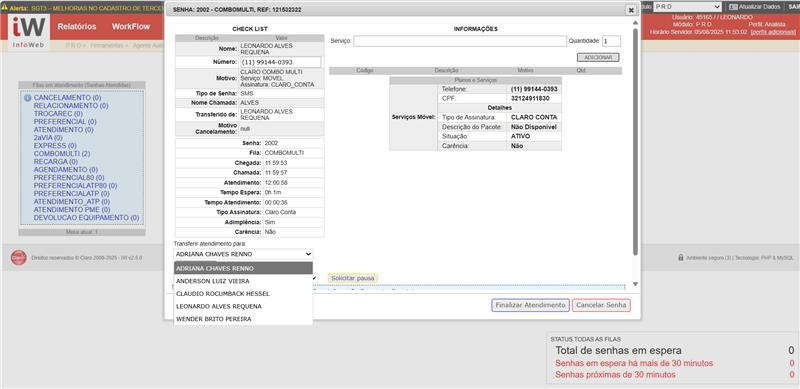 Alerta: SGT3 – MELHORIAS NO CADASTRO DE TERCE
PRD
Atualizar Dados
SAIR
iW
InfoWeb
Relatórios
WorkFlow
Usuário: 45165 / / LEONARDO
Módulo: P R D — Perfil: Analista
Horário Servidor: 05/08/2025 11:53:02 [perfis adicionais]
P R D » Ferramentas » Agente Auto
Filas em atendimento (Senhas Atendidas)
CANCELAMENTO (0)
RELACIONAMENTO (0)
TROCAREC (0)
PREFERENCIAL (0)
ATENDIMENTO (0)
2aVIA (0)
EXPRESS (0)
COMBOMULTI (2)
RECARGA (0)
AGENDAMENTO (0)
PREFERENCIAL80 (0)
PREFERENCIALATP80 (0)
PREFERENCIALATP (0)
ATENDIMENTO_ATP (0)
ATENDIMENTO PME (0)
DEVOLUCAO EQUIPAMENTO (0)
Mesa atual: 1
Direitos reservados © Claro 2008-2025 - IW v2.5.0
SENHA: 2002 - COMBOMULTI, REF: 121532322
CHECK LIST
Descrição Valor
Nome: LEONARDO ALVES REQUENA
Número: (11) 99144-0393
Motivo: CLARO COMBO MULTI
Serviço: MOVEL
Assinatura: CLARO_CONTA
Tipo de Senha: SMS
Nome Chamada: ALVES
Transferido de: LEONARDO ALVES REQUENA
Motivo Cancelamento: null
Senha: 2002
Fila: COMBOMULTI
Chegada: 11:59:53
Chamada: 11:59:57
Atendimento: 12:00:58
Tempo Espera: 0h 1m
Tempo Atendimento: 00:00:36
Tipo Assinatura: Claro Conta
Adimplência: Sim
Carência: Não
Transferir atendimento para:
ADRIANA CHAVES RENNO
ADRIANA CHAVES RENNO
ANDERSON LUIZ VIEIRA
CLAUDIO ROCUMBACK HESSEL
LEONARDO ALVES REQUENA
WENDER BRITO PEREIRA
Solicitar pausa
INFORMAÇÕES
Serviço:
Quantidade: 1
ADICIONAR
Código Descrição Motivo Qtd
Planos e Serviços
Serviços Móvel:
Telefone: (11) 99144-0393
CPF: 32124911830
Detalhes
Tipo de Assinatura: CLARO CONTA
Descrição do Pacote: Não Disponível
Situação: ATIVO
Carência: Não
Finalizar Atendimento
Cancelar Senha
Ambiente seguro (3) | Tecnologia: PHP & MySQL
STATUS TODAS AS FILAS
Total de senhas em espera 0
Senhas em espera há mais de 30 minutos 0
Senhas próximas de 30 minutos 0